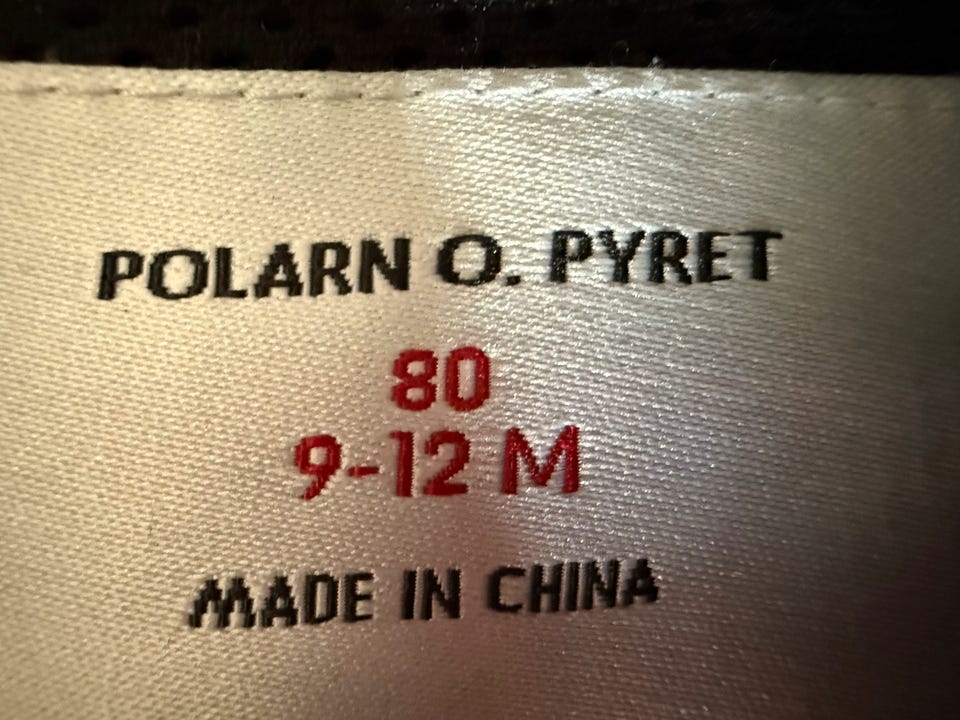 POLARN O. PYRET
80
9-12 M
MADE IN CHINA